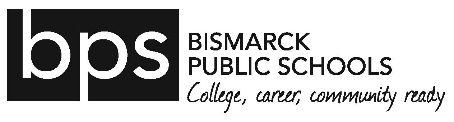 bps
BISMARCK
PUBLIC SCHOOLS
College, career, community ready